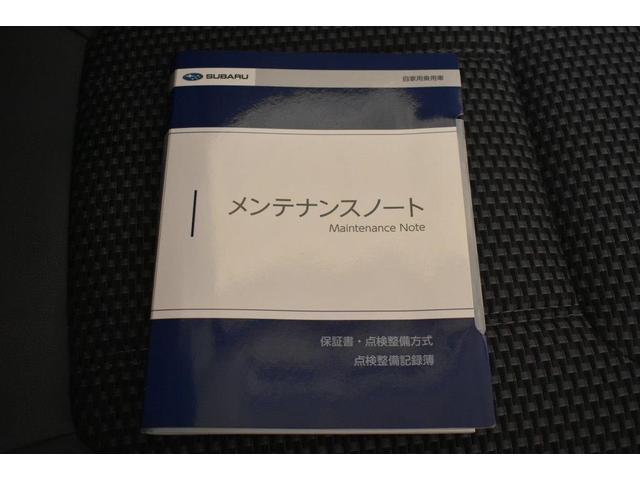 SUBARU
自家用乗用車
メンテナンスノート
Maintenance Note
保証書・点検整備方式
点検整備記録簿